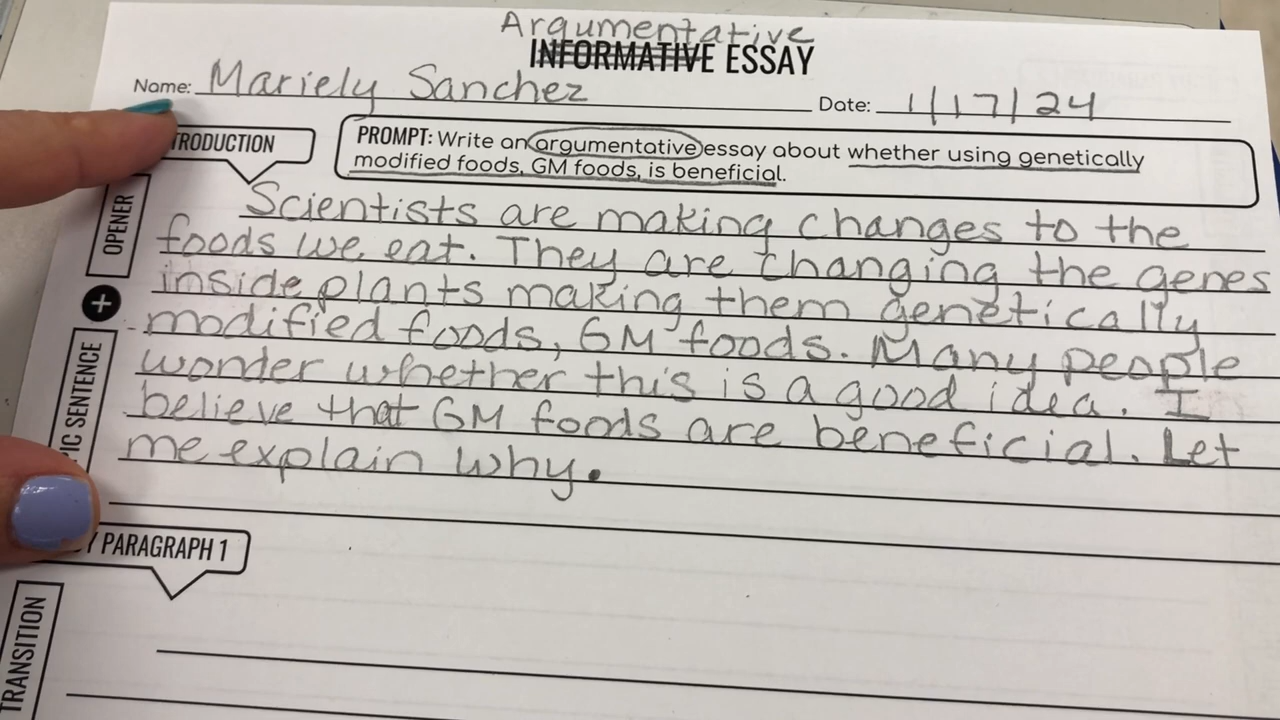 Argumentative
INFORMATIVE ESSAY
Name: Mariely Sanchez
Date: 1/17/24
TRODUCTION
PROMPT: Write an argumentative essay about whether using genetically
modified foods, GM foods, is beneficial.
OPENER
+
PIC SENTENCE
Scientists are making changes to the
foods we eat. They are changing the genes
inside plants making them genetically
modified foods, GM foods. Many people
wonder whether this is a good idea. I
believe that GM foods are beneficial. Let
me explain why.
Y PARAGRAPH 1
TRANSITION